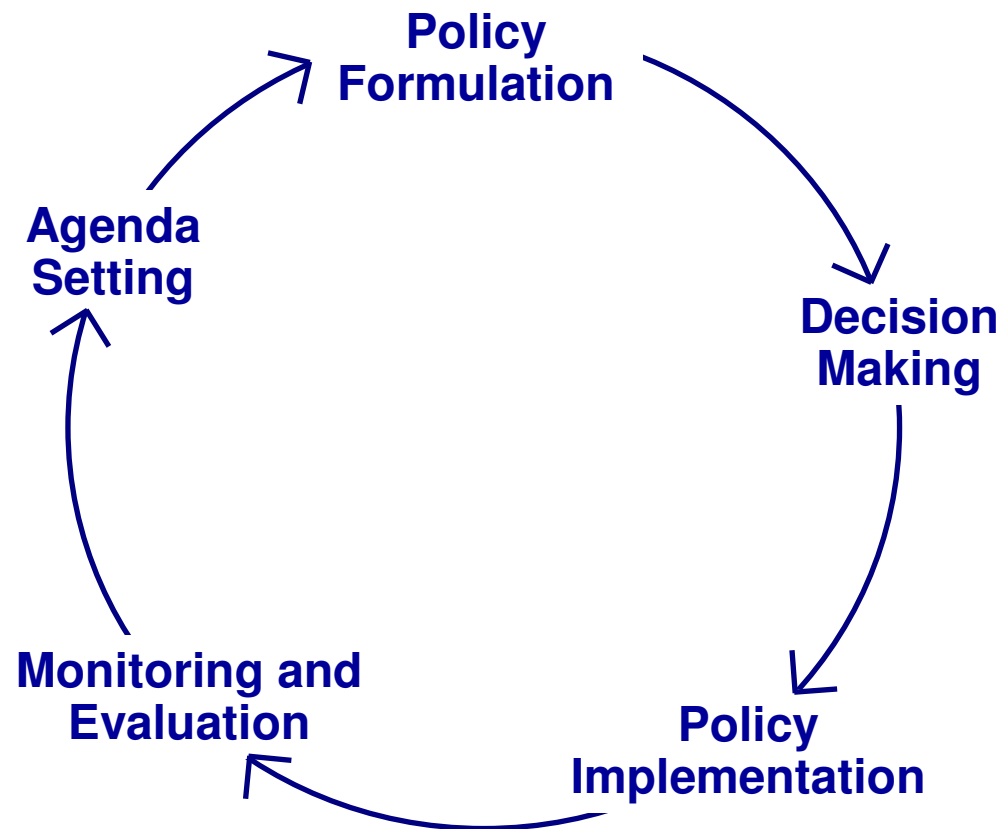 Policy
Formulation
Agenda
Setting
Decision
Making
Monitoring and
Evaluation
Policy
Implementation